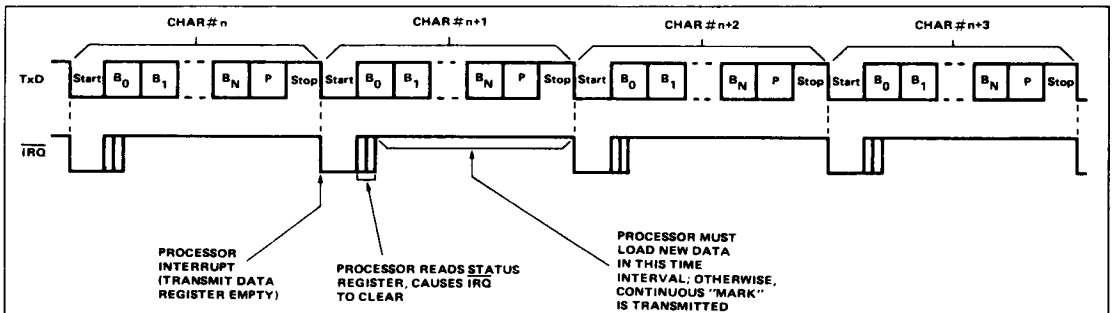 CHAR#n CHAR#n+1 CHAR#n+2 CHAR#n+3
TxD Start B0 B1 BN P Stop Start B0 B1 BN P Stop Start B0 B1 BN P Stop Start B0 B1 BN P Stop
IRQ
PROCESSOR
INTERRUPT
(TRANSMIT DATA
REGISTER EMPTY)
PROCESSOR READS STATUS
REGISTER, CAUSES IRQ
TO CLEAR
PROCESSOR MUST
LOAD NEW DATA
IN THIS TIME
INTERVAL; OTHERWISE,
CONTINUOUS "MARK"
IS TRANSMITTED